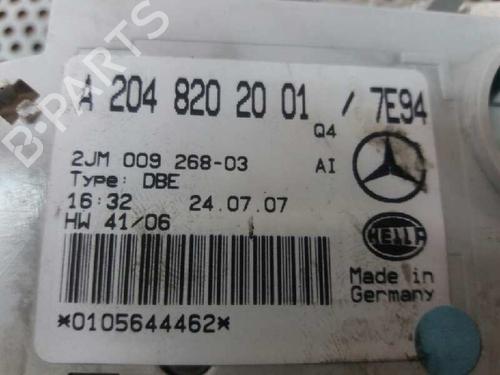 A 204 820 20 01 / 7E94
Q4
2JM 009 268-03 AI
Type: DBE
16:32 24.07.07
HW 41/06
HELLA
Made in
Germany
*0105644462*
B-PARTS